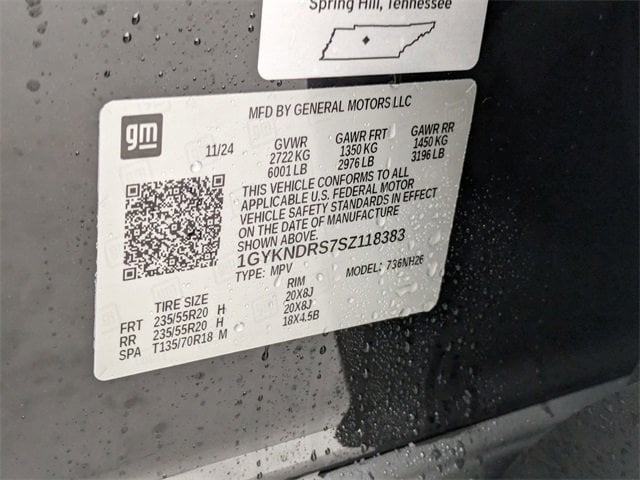 Spring Hill, Tennessee
MFD BY GENERAL MOTORS LLC
gm
11/24
GVWR
2722 KG
6001 LB
GAWR FRT
1350 KG
2976 LB
GAWR RR
1450 KG
3196 LB
THIS VEHICLE CONFORMS TO ALL
APPLICABLE U.S. FEDERAL MOTOR
VEHICLE SAFETY STANDARDS IN EFFECT
ON THE DATE OF MANUFACTURE
SHOWN ABOVE.
1GYKNDRS7SZ118383
TYPE: MPV MODEL: 736NH26
TIRE SIZE RIM
FRT 235/55R20 H 20X8J
RR 235/55R20 H 20X8J
SPA T135/70R18 M 18X4.5B